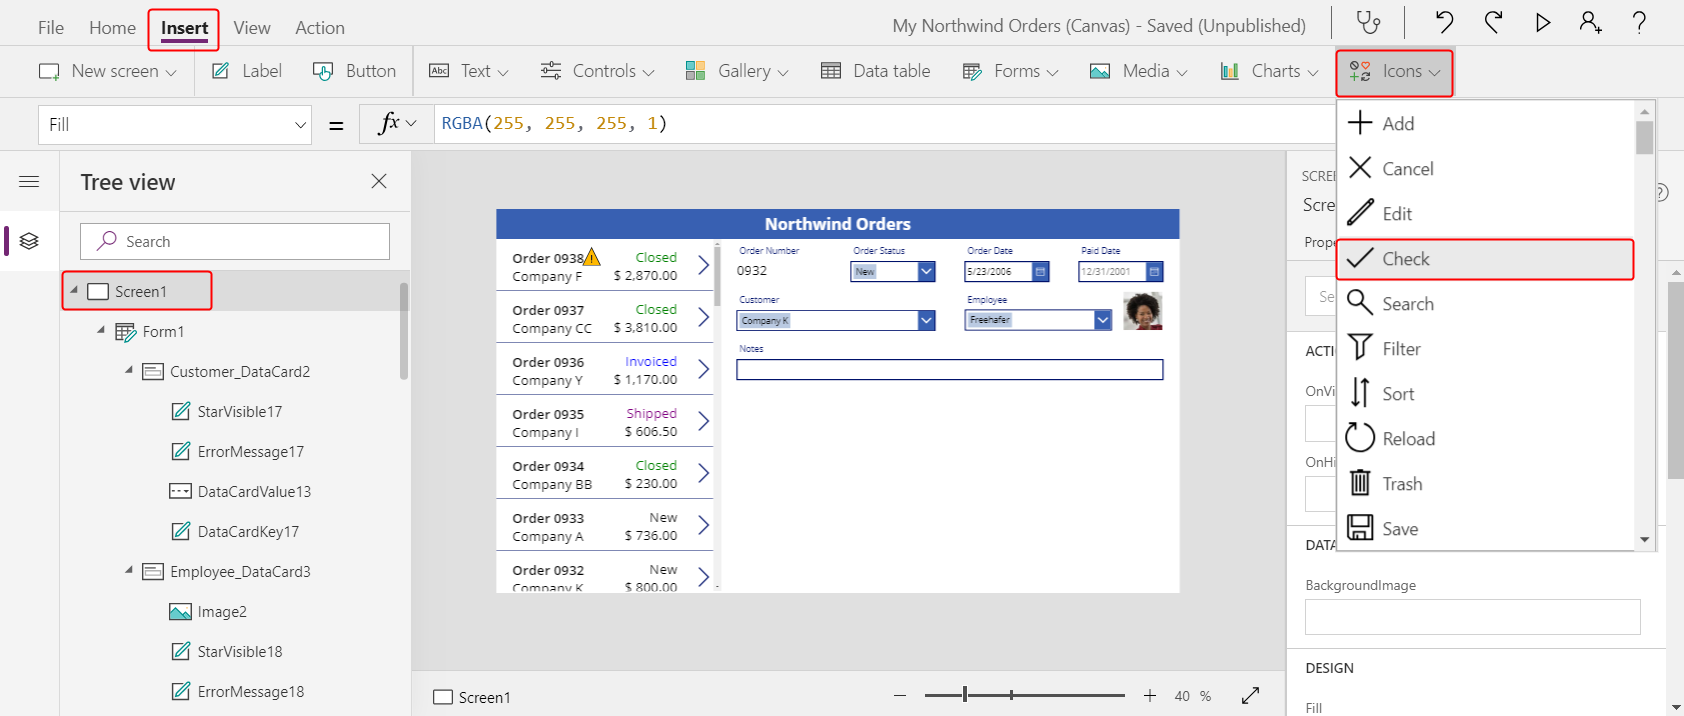 File Home Insert View Action
My Northwind Orders (Canvas) - Saved (Unpublished)
New screen Label Button Abc Text Controls Gallery Data table Forms Media Charts Icons
Fill = fx RGBA(255, 255, 255, 1)
Tree view
Search
Screen1
Form1
Customer_DataCard2
StarVisible17
ErrorMessage17
DataCardValue13
DataCardKey17
Employee_DataCard3
Image2
StarVisible18
ErrorMessage18
Northwind Orders
Order 0938 Closed
Company F $ 2,870.00
Order 0937 Closed
Company CC $ 3,810.00
Order 0936 Invoiced
Company Y $ 1,170.00
Order 0935 Shipped
Company I $ 606.50
Order 0934 Closed
Company BB $ 230.00
Order 0933 New
Company A $ 736.00
Order 0932 New
Company K $ 800.00
Order Number Order Status Order Date Paid Date
0932 New 5/23/2006 12/31/2001
Customer Employee
Company K Freehafer
Notes
Add
Cancel
Edit
Check
Search
Filter
Sort
Reload
Trash
Save
SCREE
Scre
Prope
Se
ACTIO
OnVi
OnHi
DATA
BackgroundImage
DESIGN
Fill
Screen1
40 %